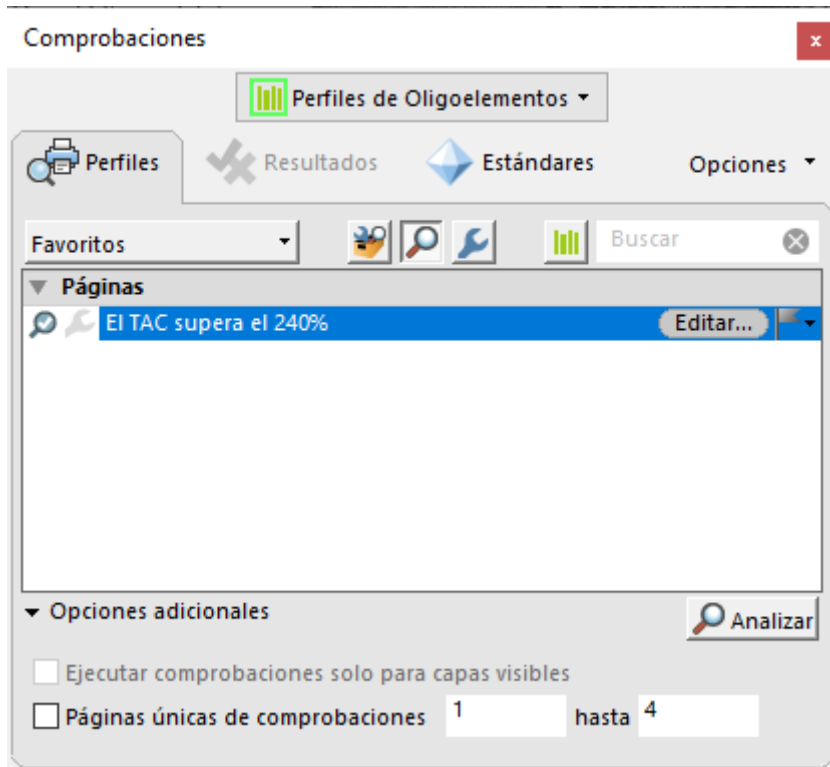 Comprobaciones
x
Perfiles de Oligoelementos
Perfiles Resultados Estándares Opciones
Favoritos Buscar
Páginas
El TAC supera el 240% Editar...
Opciones adicionales Analizar
Ejecutar comprobaciones solo para capas visibles
Páginas únicas de comprobaciones 1 hasta 4